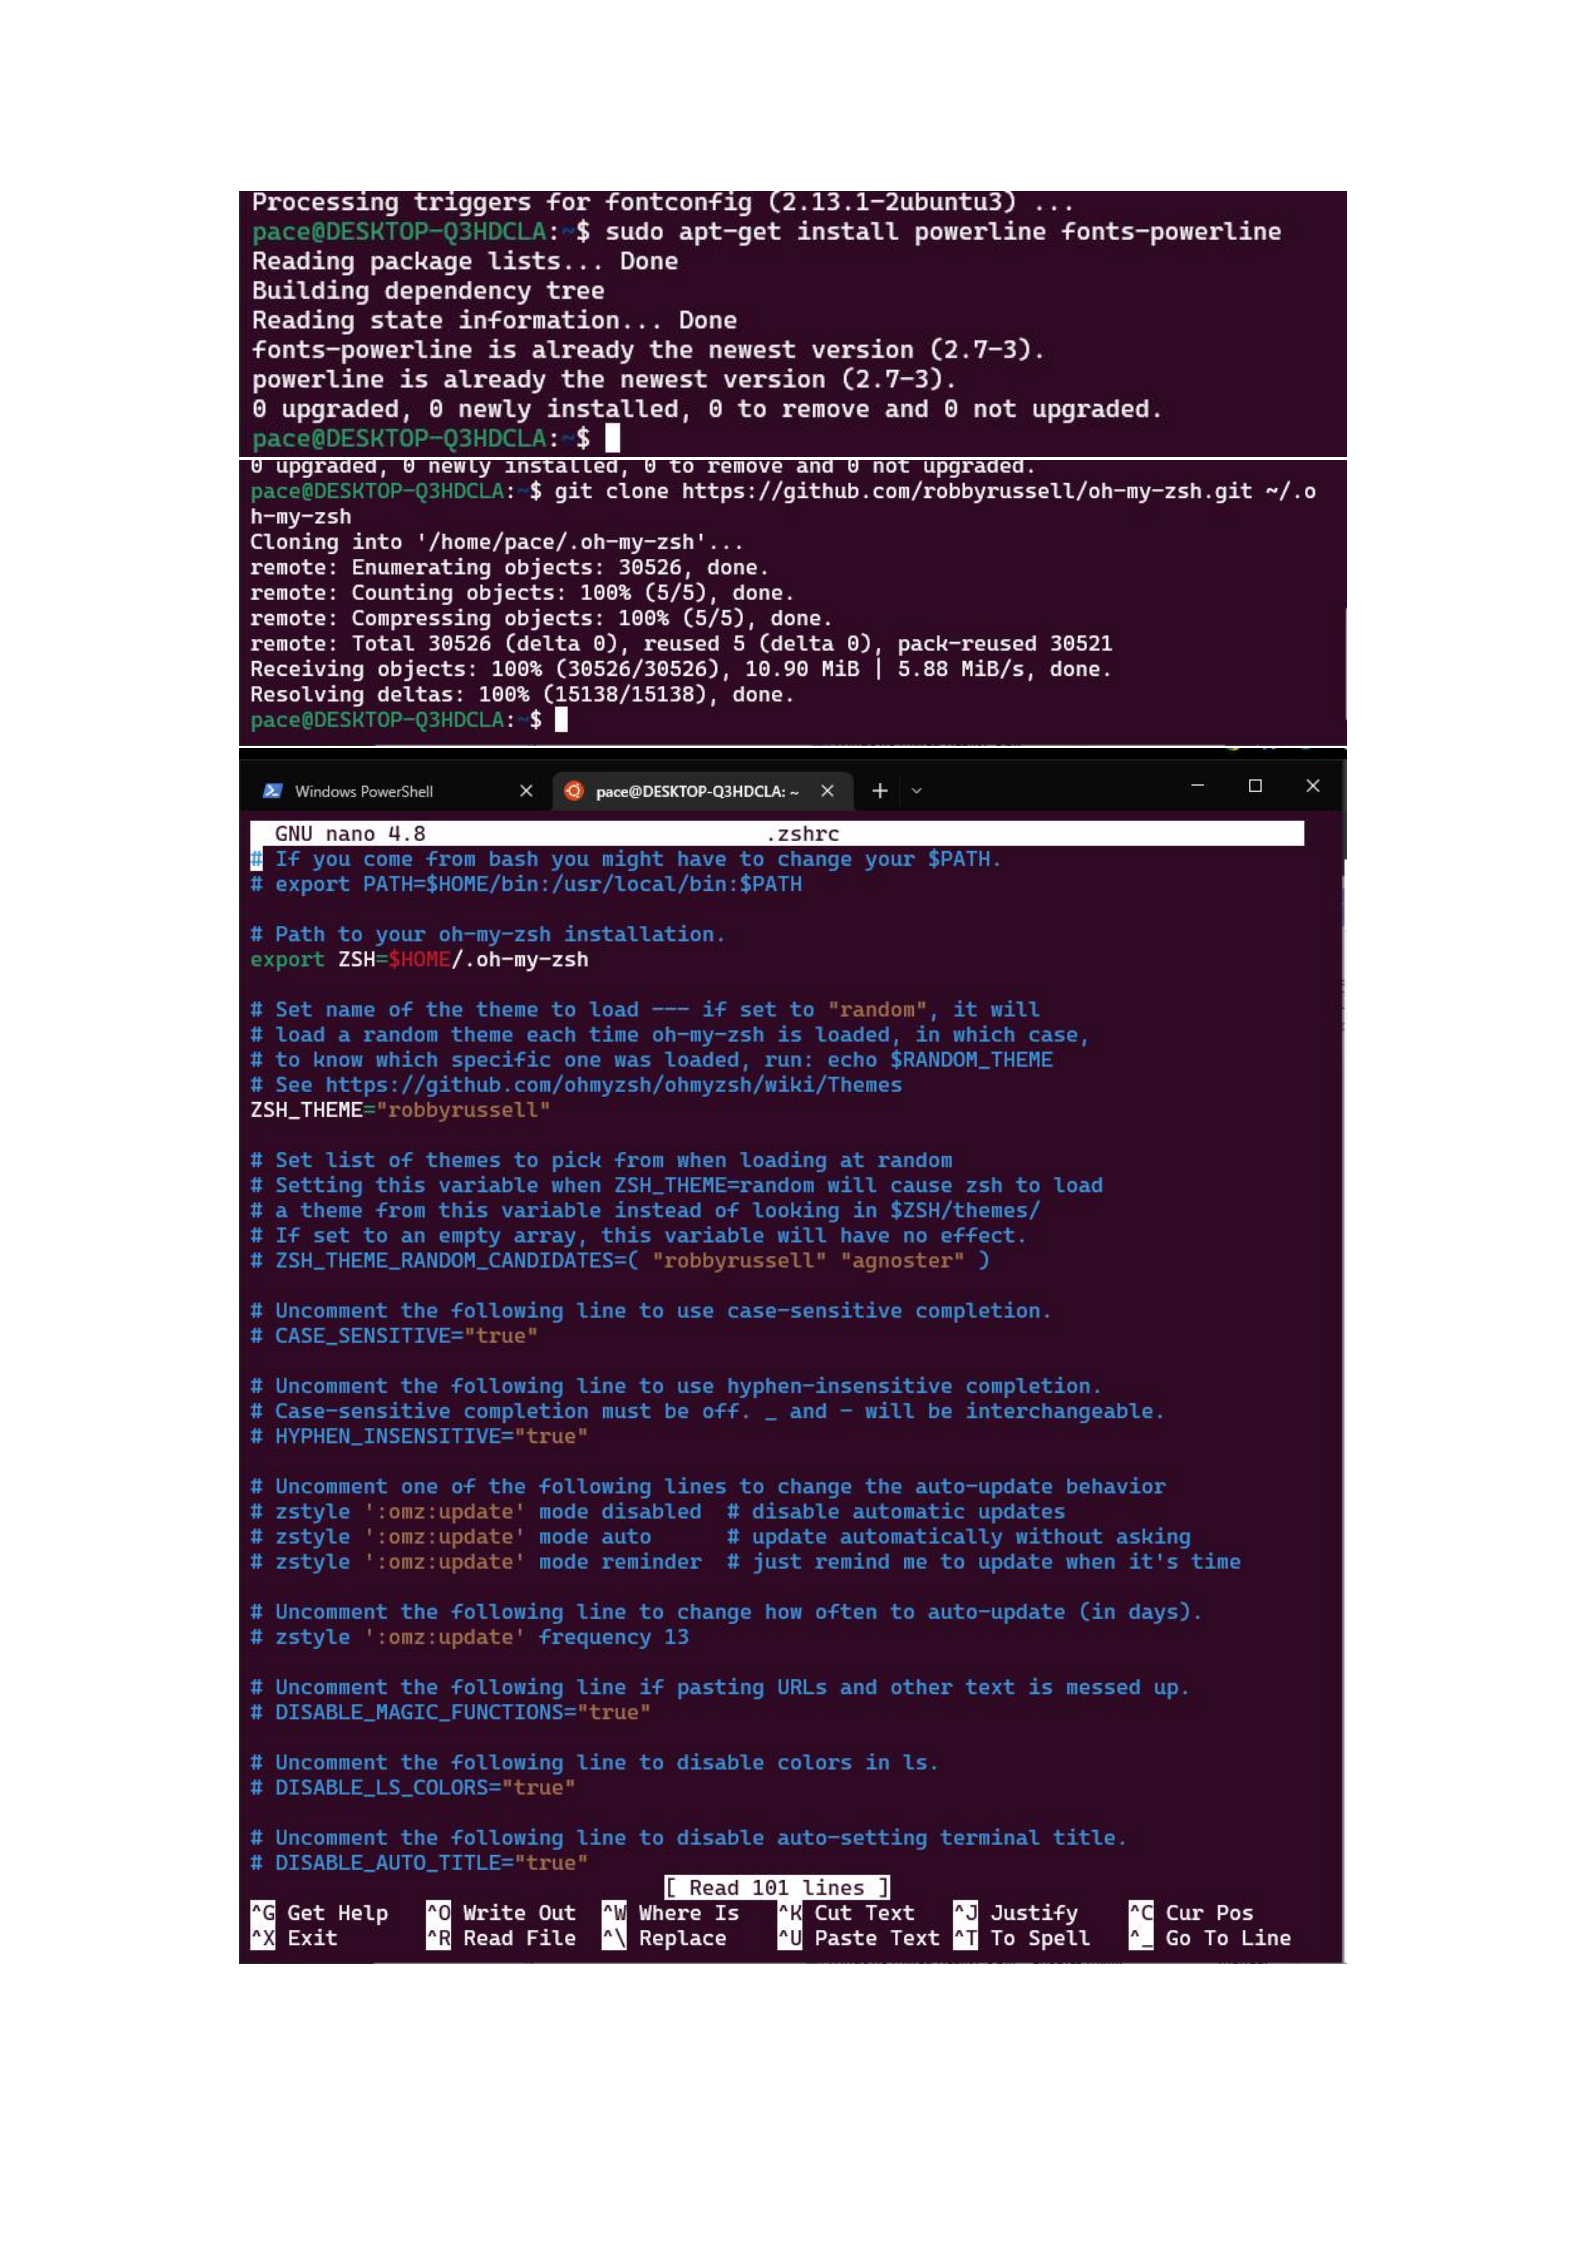 Processing triggers for fontconfig (2.13.1-2ubuntu3) ...
pace@DESKTOP-Q3HDCLA:~$ sudo apt-get install powerline fonts-powerline
Reading package lists... Done
Building dependency tree
Reading state information... Done
fonts-powerline is already the newest version (2.7-3).
powerline is already the newest version (2.7-3).
0 upgraded, 0 newly installed, 0 to remove and 0 not upgraded.
pace@DESKTOP-Q3HDCLA:~$
0 upgraded, 0 newly installed, 0 to remove and 0 not upgraded.
pace@DESKTOP-Q3HDCLA:~$ git clone https://github.com/robbyrussell/oh-my-zsh.git ~/.o
h-my-zsh
Cloning into '/home/pace/.oh-my-zsh'...
remote: Enumerating objects: 30526, done.
remote: Counting objects: 100% (5/5), done.
remote: Compressing objects: 100% (5/5), done.
remote: Total 30526 (delta 0), reused 5 (delta 0), pack-reused 30521
Receiving objects: 100% (30526/30526), 10.90 MiB | 5.88 MiB/s, done.
Resolving deltas: 100% (15138/15138), done.
pace@DESKTOP-Q3HDCLA:~$
Windows PowerShell pace@DESKTOP-Q3HDCLA: ~
GNU nano 4.8 .zshrc
# If you come from bash you might have to change your $PATH.
# export PATH=$HOME/bin:/usr/local/bin:$PATH
# Path to your oh-my-zsh installation.
export ZSH=$HOME/.oh-my-zsh
# Set name of the theme to load --- if set to "random", it will
# load a random theme each time oh-my-zsh is loaded, in which case,
# to know which specific one was loaded, run: echo $RANDOM_THEME
# See https://github.com/ohmyzsh/ohmyzsh/wiki/Themes
ZSH_THEME="robbyrussell"
# Set list of themes to pick from when loading at random
# Setting this variable when ZSH_THEME=random will cause zsh to load
# a theme from this variable instead of looking in $ZSH/themes/
# If set to an empty array, this variable will have no effect.
# ZSH_THEME_RANDOM_CANDIDATES=( "robbyrussell" "agnoster" )
# Uncomment the following line to use case-sensitive completion.
# CASE_SENSITIVE="true"
# Uncomment the following line to use hyphen-insensitive completion.
# Case-sensitive completion must be off. _ and - will be interchangeable.
# HYPHEN_INSENSITIVE="true"
# Uncomment one of the following lines to change the auto-update behavior
# zstyle ':omz:update' mode disabled  # disable automatic updates
# zstyle ':omz:update' mode auto      # update automatically without asking
# zstyle ':omz:update' mode reminder  # just remind me to update when it's time
# Uncomment the following line to change how often to auto-update (in days).
# zstyle ':omz:update' frequency 13
# Uncomment the following line if pasting URLs and other text is messed up.
# DISABLE_MAGIC_FUNCTIONS="true"
# Uncomment the following line to disable colors in ls.
# DISABLE_LS_COLORS="true"
# Uncomment the following line to disable auto-setting terminal title.
# DISABLE_AUTO_TITLE="true"
[ Read 101 lines ]
^G Get Help ^O Write Out ^W Where Is ^K Cut Text ^J Justify ^C Cur Pos
^X Exit ^R Read File ^\ Replace ^U Paste Text ^T To Spell ^_ Go To Line